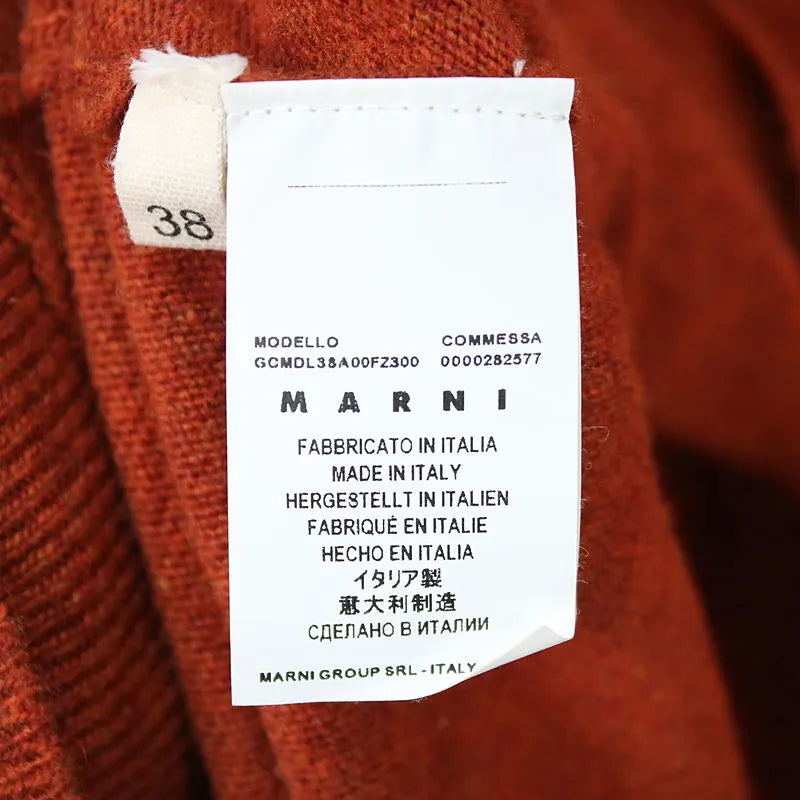 38
MODELLO COMMESSA
GCMDL38A00FZ300 0000282577
MARNI
FABBRICATO IN ITALIA
MADE IN ITALY
HERGESTELLT IN ITALIEN
FABRIQUÉ EN ITALIE
HECHO EN ITALIA
イタリア製
意大利制造
СДЕЛАНО В ИТАЛИИ
MARNI GROUP SRL - ITALY